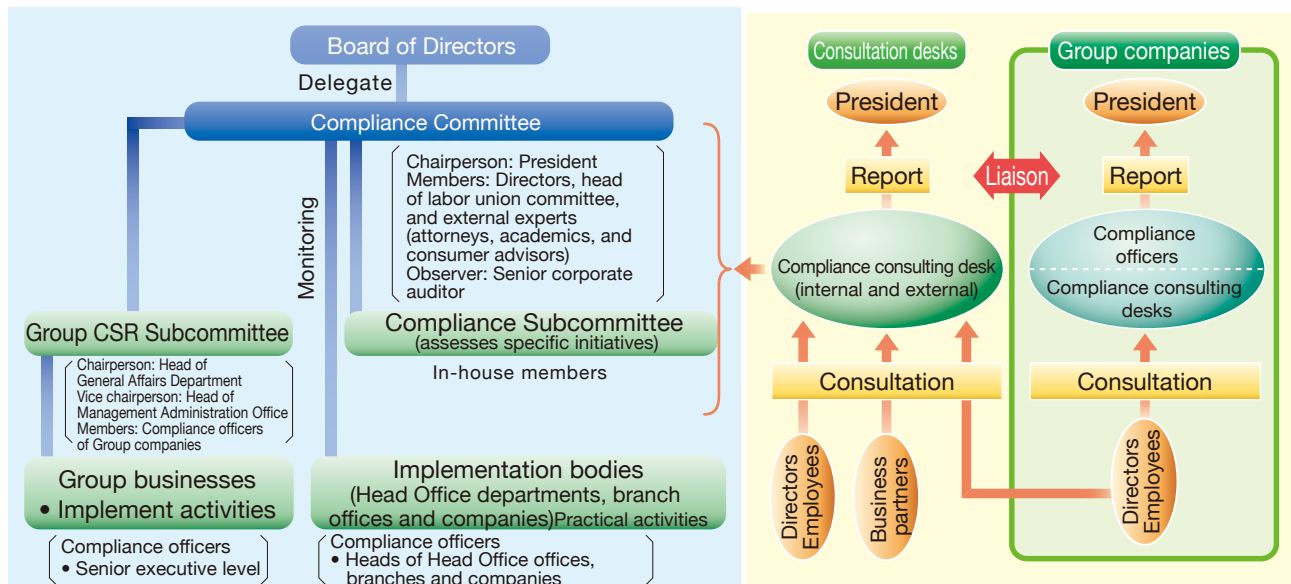 Board of Directors
Delegate
Compliance Committee
Chairperson: President
Members: Directors, head
of labor union committee,
and external experts
(attorneys, academics, and
consumer advisors)
Observer: Senior corporate
auditor
Monitoring
Group CSR Subcommittee
Chairperson: Head of
General Affairs Department
Vice chairperson: Head of
Management Administration Office
Members: Compliance officers
of Group companies
Compliance Subcommittee
(assesses specific initiatives)
In-house members
Group businesses
• Implement activities
Compliance officers
• Senior executive level
Implementation bodies
(Head Office departments, branch
offices and companies)Practical activities
Compliance officers
• Heads of Head Office offices,
branches and companies
Consultation desks
President
Report
Compliance consulting desk
(internal and external)
Consultation
Directors
Employees
Business
partners
Liaison
Group companies
President
Report
Compliance
officers
Compliance consulting
desks
Consultation
Directors
Employees